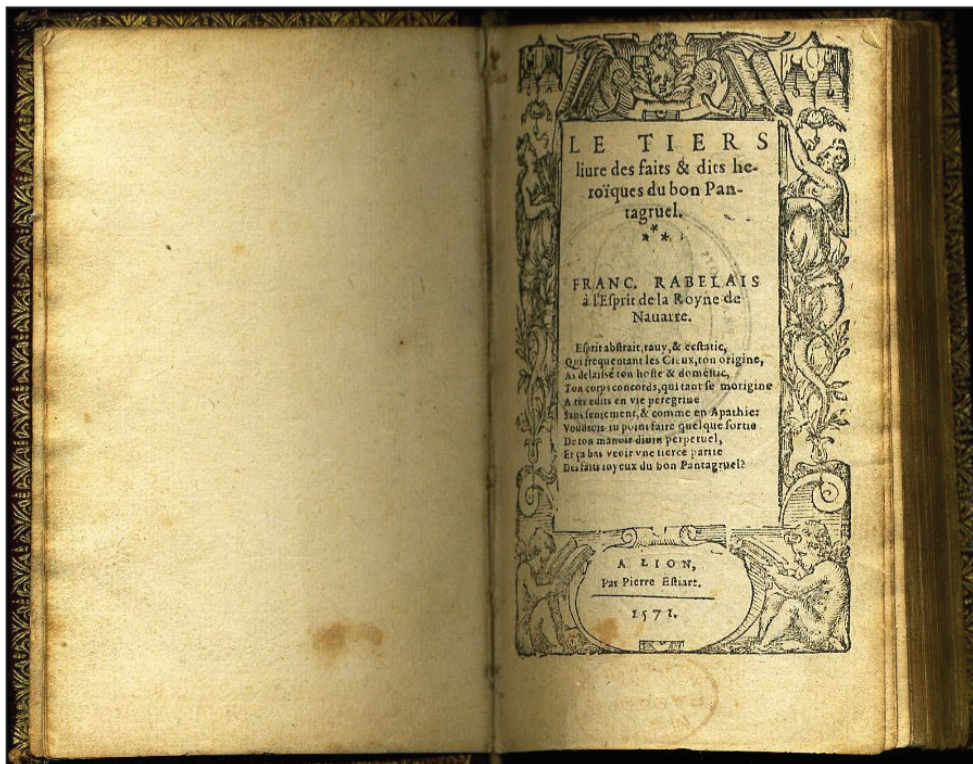 LE TIERS
liure des faits & dits he-
roïques du bon Pan-
tagruel.
FRANC. RABELAIS
à l'Esprit de la Royne de
Nauarre.
Esprit abstrait, rauy, & ecstatic,
Qui frequentant les Cieux, ton origine,
As delaissé ton hoste & domestic,
Ton corps concords, qui tant se morigine
A tes edits en vie peregrine
Sans sentement, & comme en Apathie:
Voudrois-tu point faire quelque sortie
De ton manoir diuin perpetuel,
Et ça bas veoir vne tierce partie
Des faits ioyeux du bon Pantagruel?
A LION,
Par Pierre Estiart.
1571.